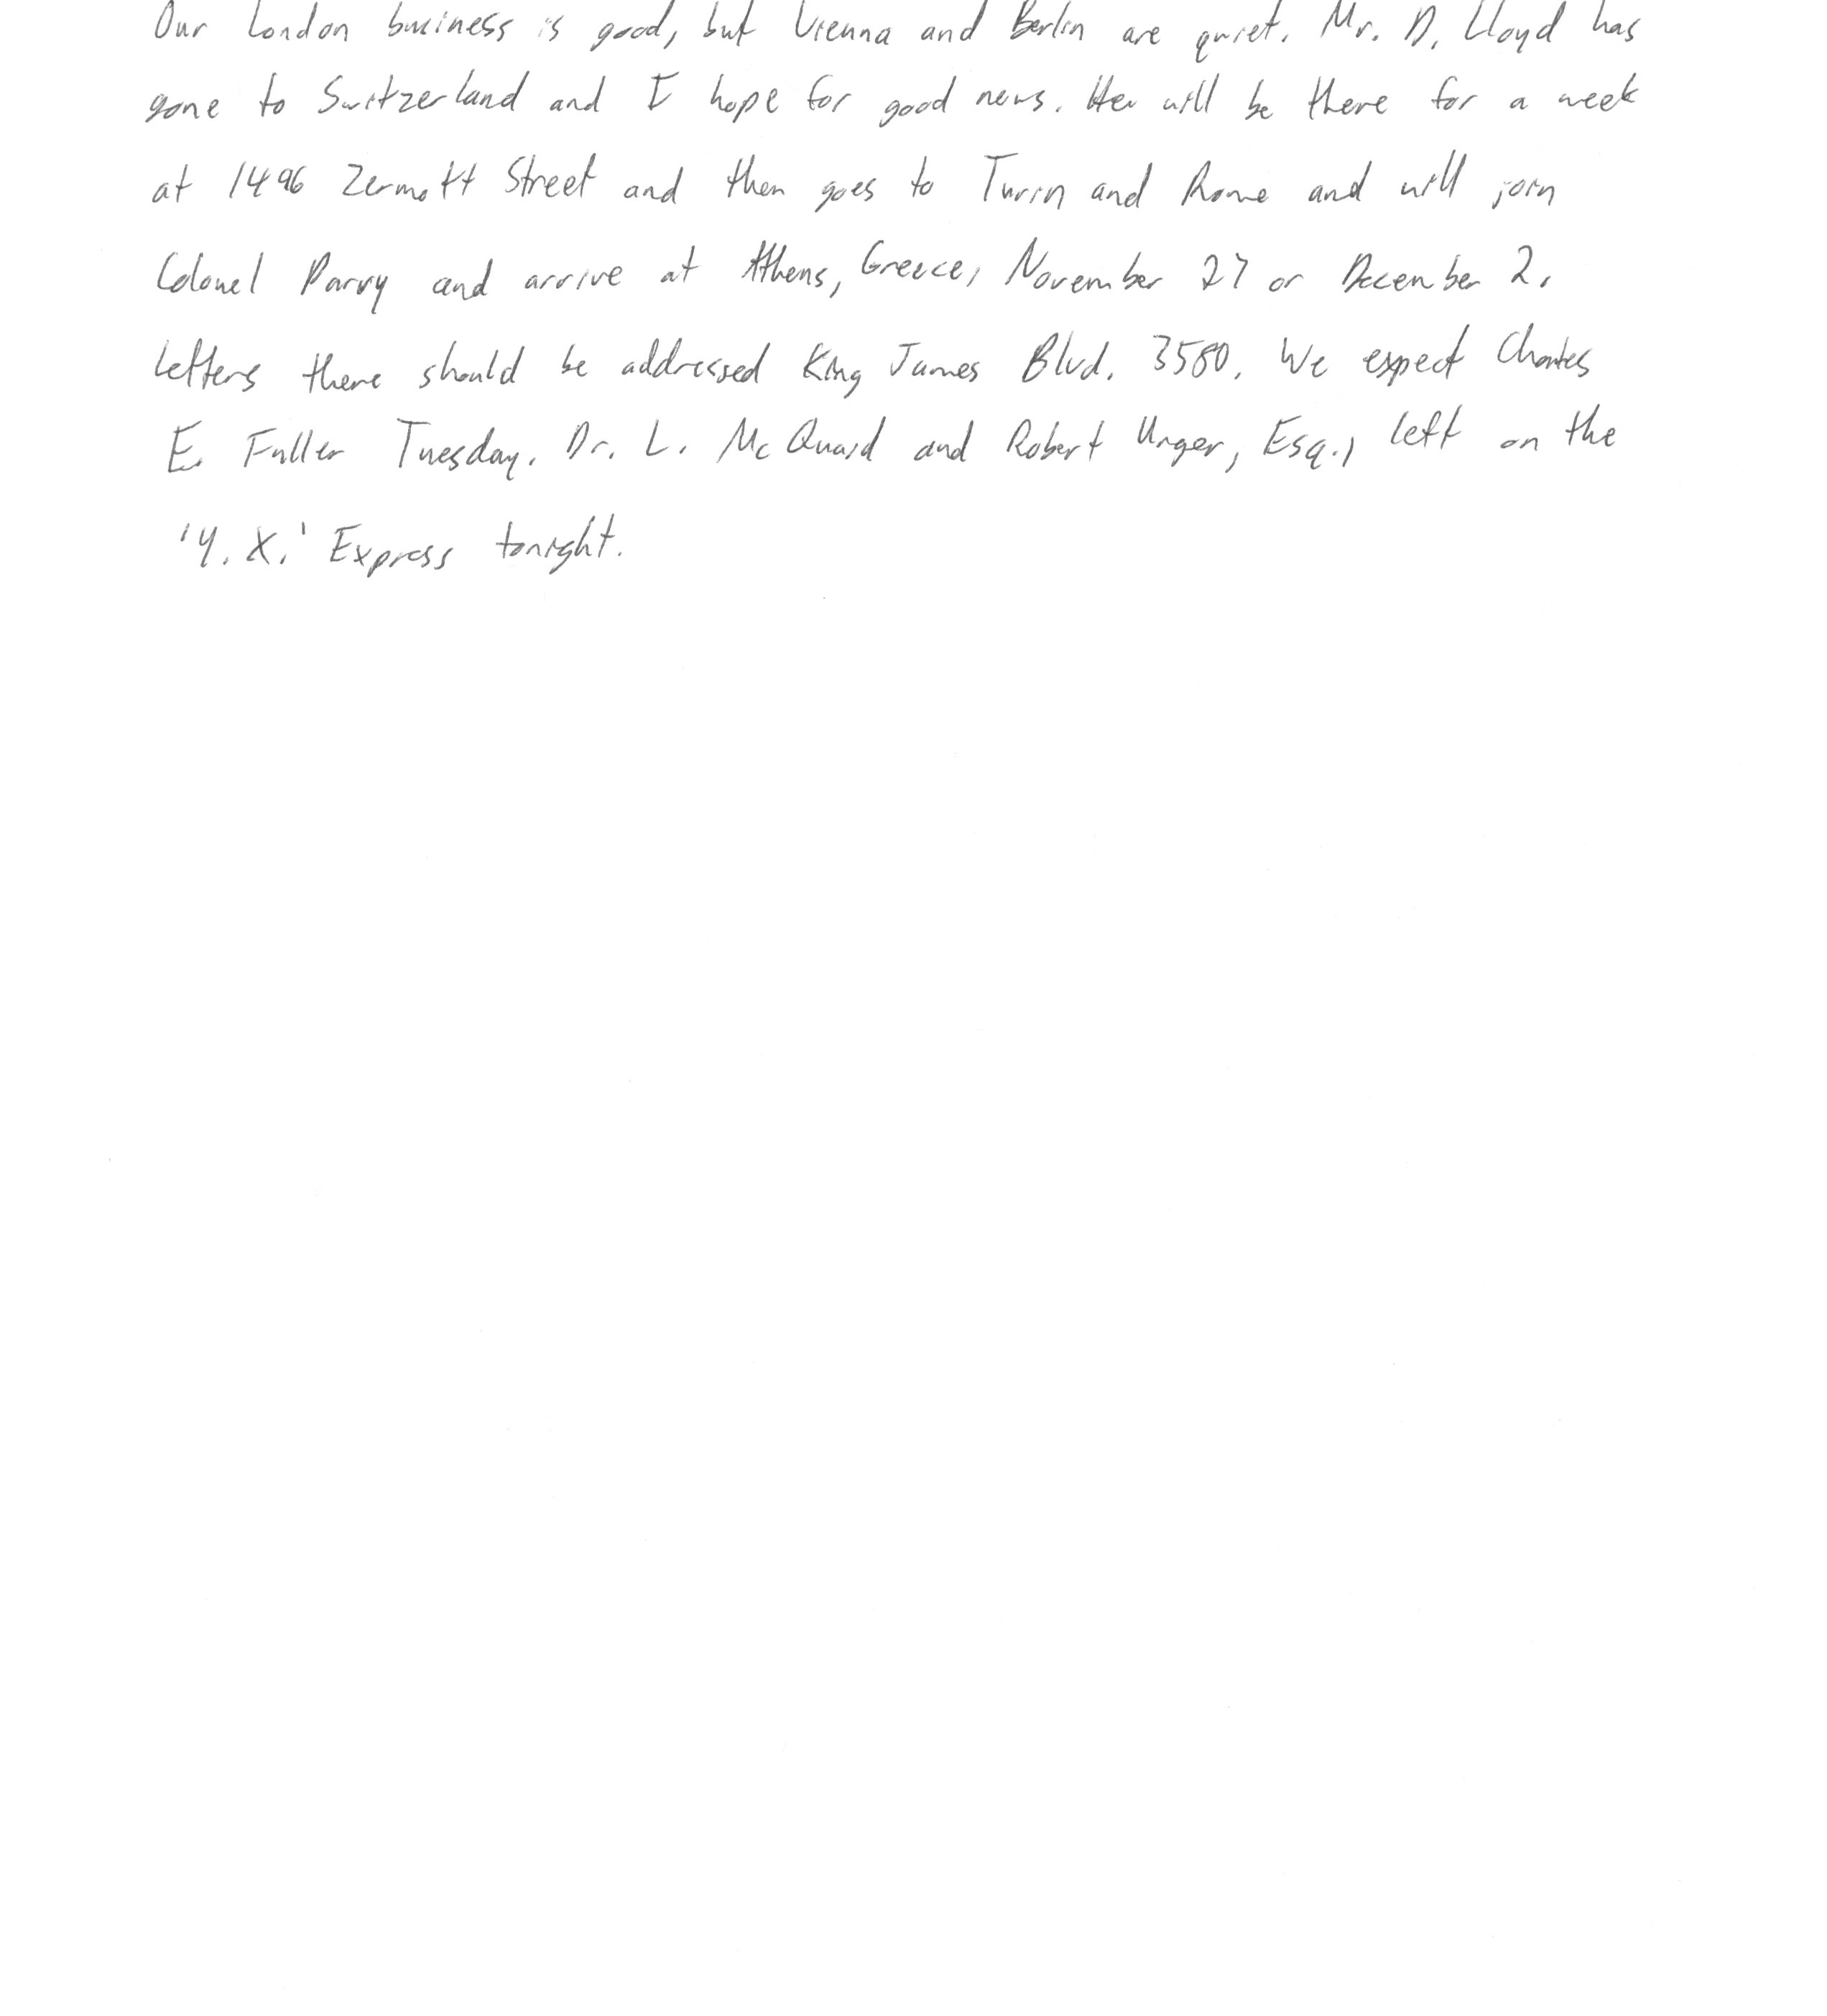 Our London business is good, but Vienna and Berlin are quiet. Mr. D. Lloyd has
gone to Switzerland and I hope for good news. Her will be there for a week
at 1496 Zermott Street and then goes to Turin and Rome and will join
Colonel Parry and arrive at Athens, Greece, November 27 or December 2.
Letters there should be addressed King James Blvd. 3580. We expect Charles
E. Fuller Tuesday. Dr. L. McQuaid and Robert Unger, Esq., left on the
'Y. X.' Express tonight.